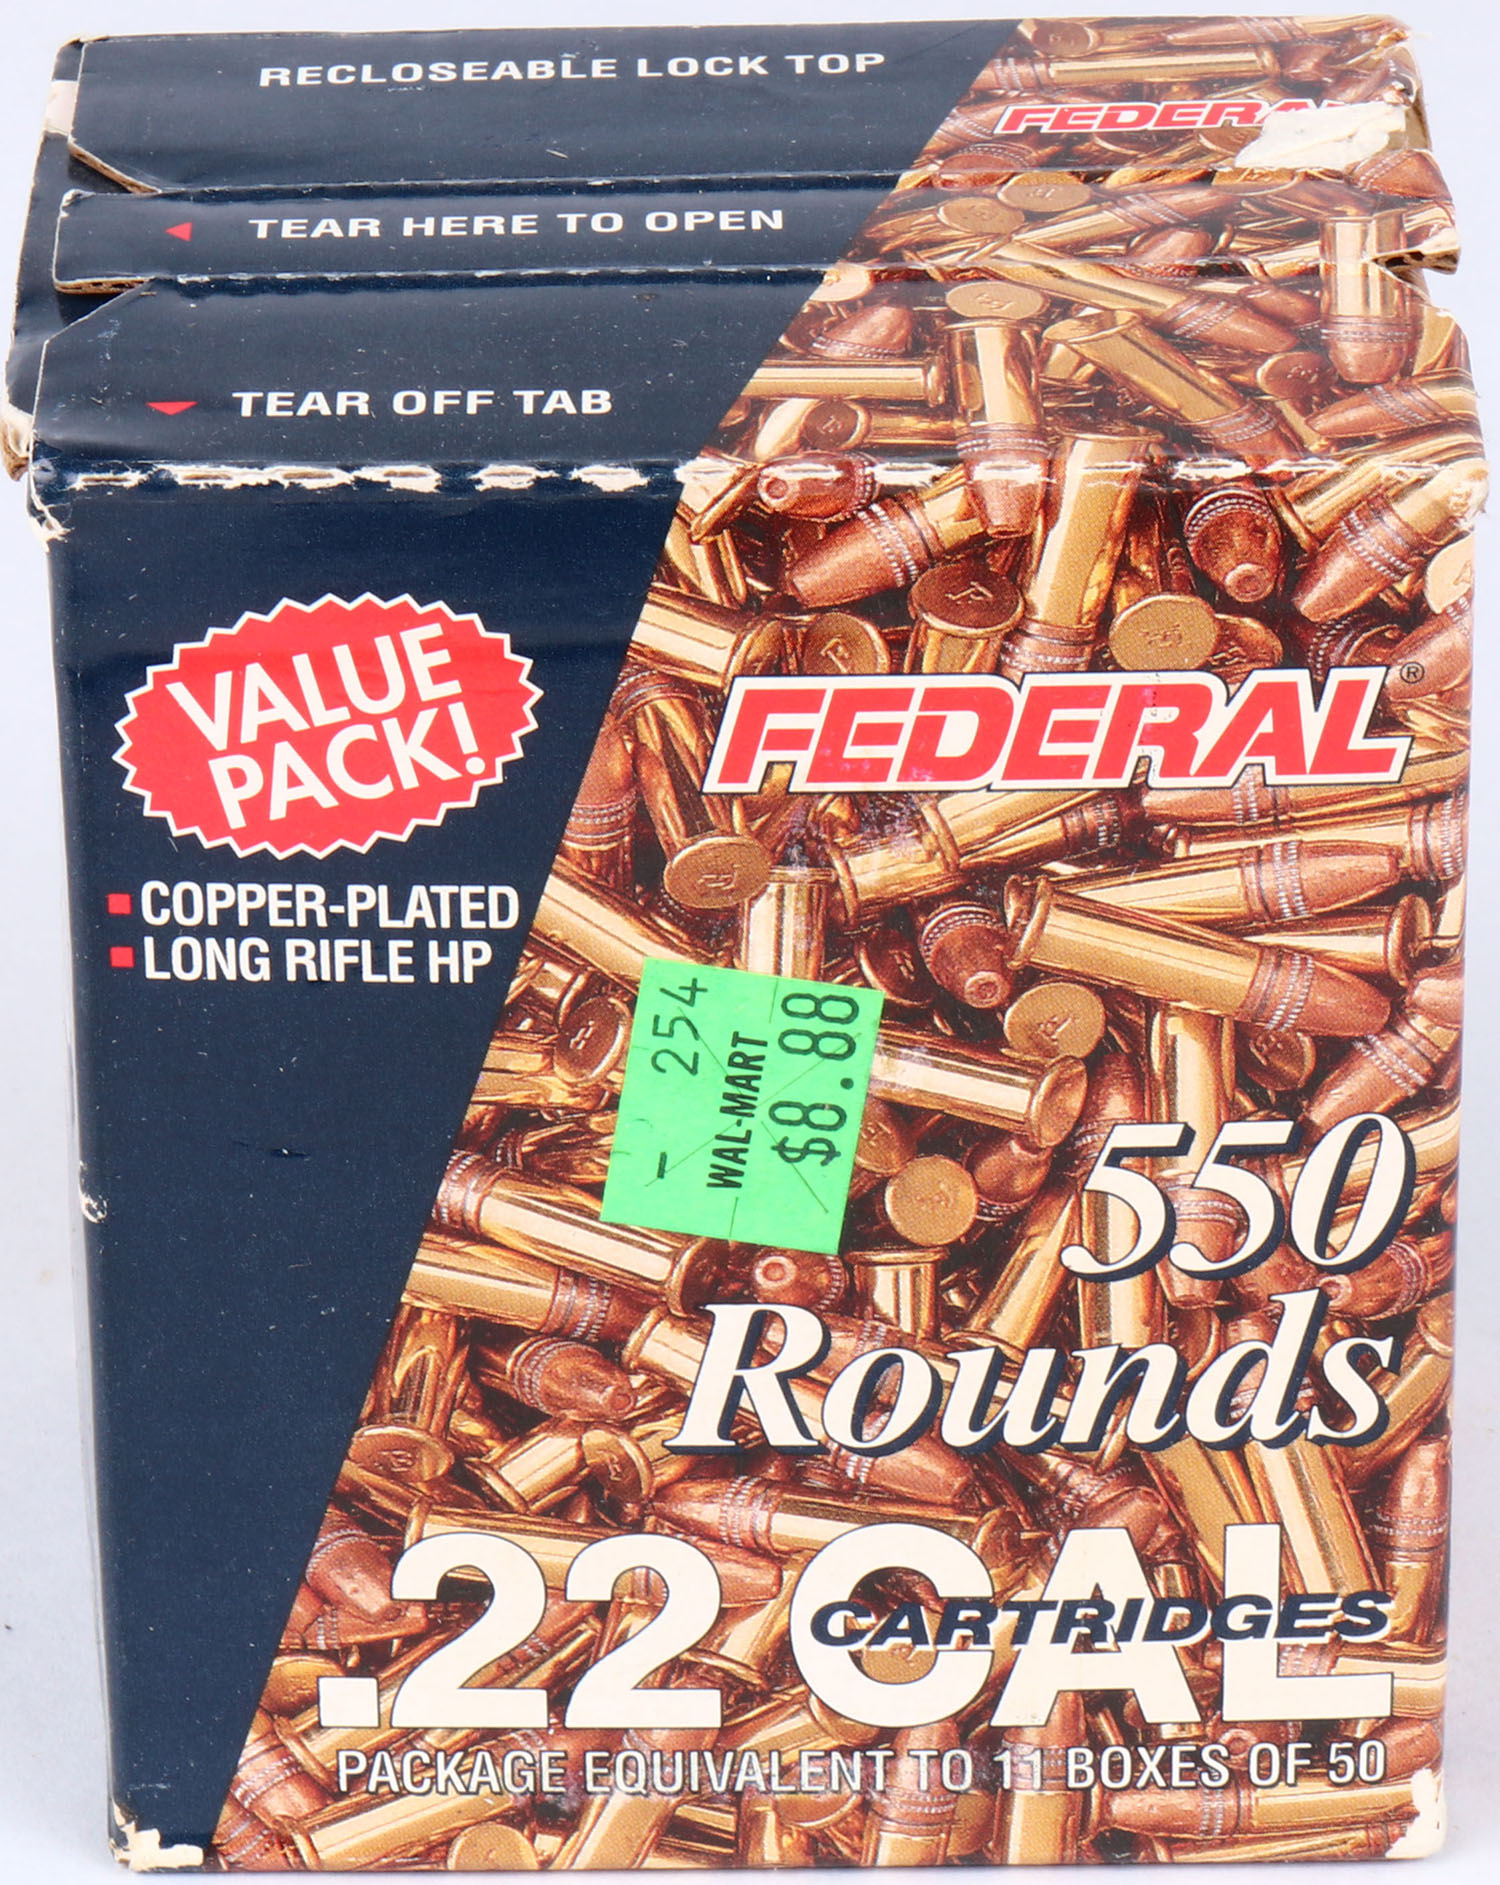 RECLOSEABLE LOCK TOP
FEDERA
TEAR HERE TO OPEN
TEAR OFF TAB
VALUE
PACK!
COPPER-PLATED
LONG RIFLE HP
FEDERAL®
- 254
WAL-MART
$8.88
550
Rounds
.22 CAL
CARTRIDGES
PACKAGE EQUIVALENT TO 11 BOXES OF 50